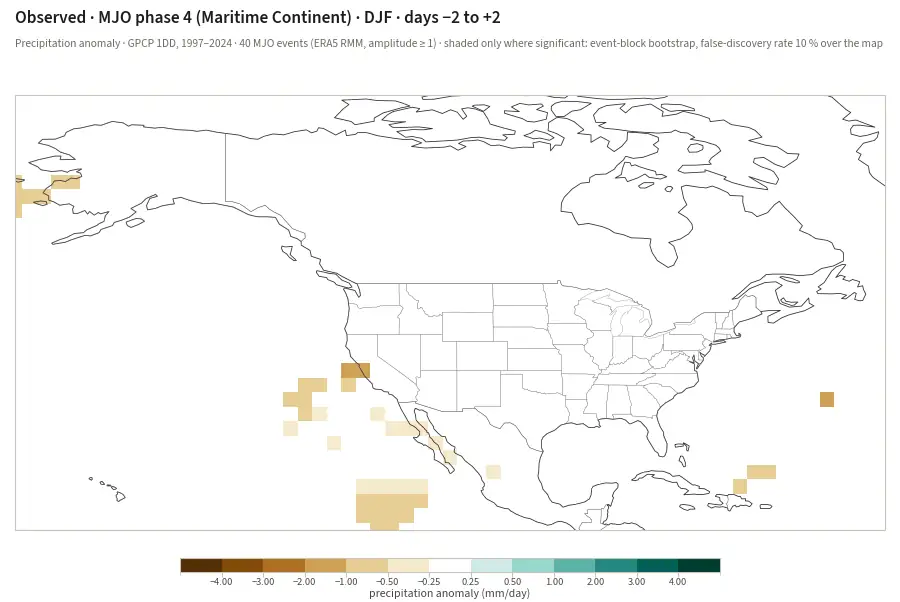 Observed · MJO phase 4 (Maritime Continent) · DJF · days −2 to +2
Precipitation anomaly · GPCP 1DD, 1997–2024 · 40 MJO events (ERA5 RMM, amplitude ≥ 1) · shaded only where significant: event-block bootstrap, false-discovery rate 10 % over the map
−4.00 −3.00 −2.00 −1.00 −0.50 −0.25 0.25 0.50 1.00 2.00 3.00 4.00
precipitation anomaly (mm/day)